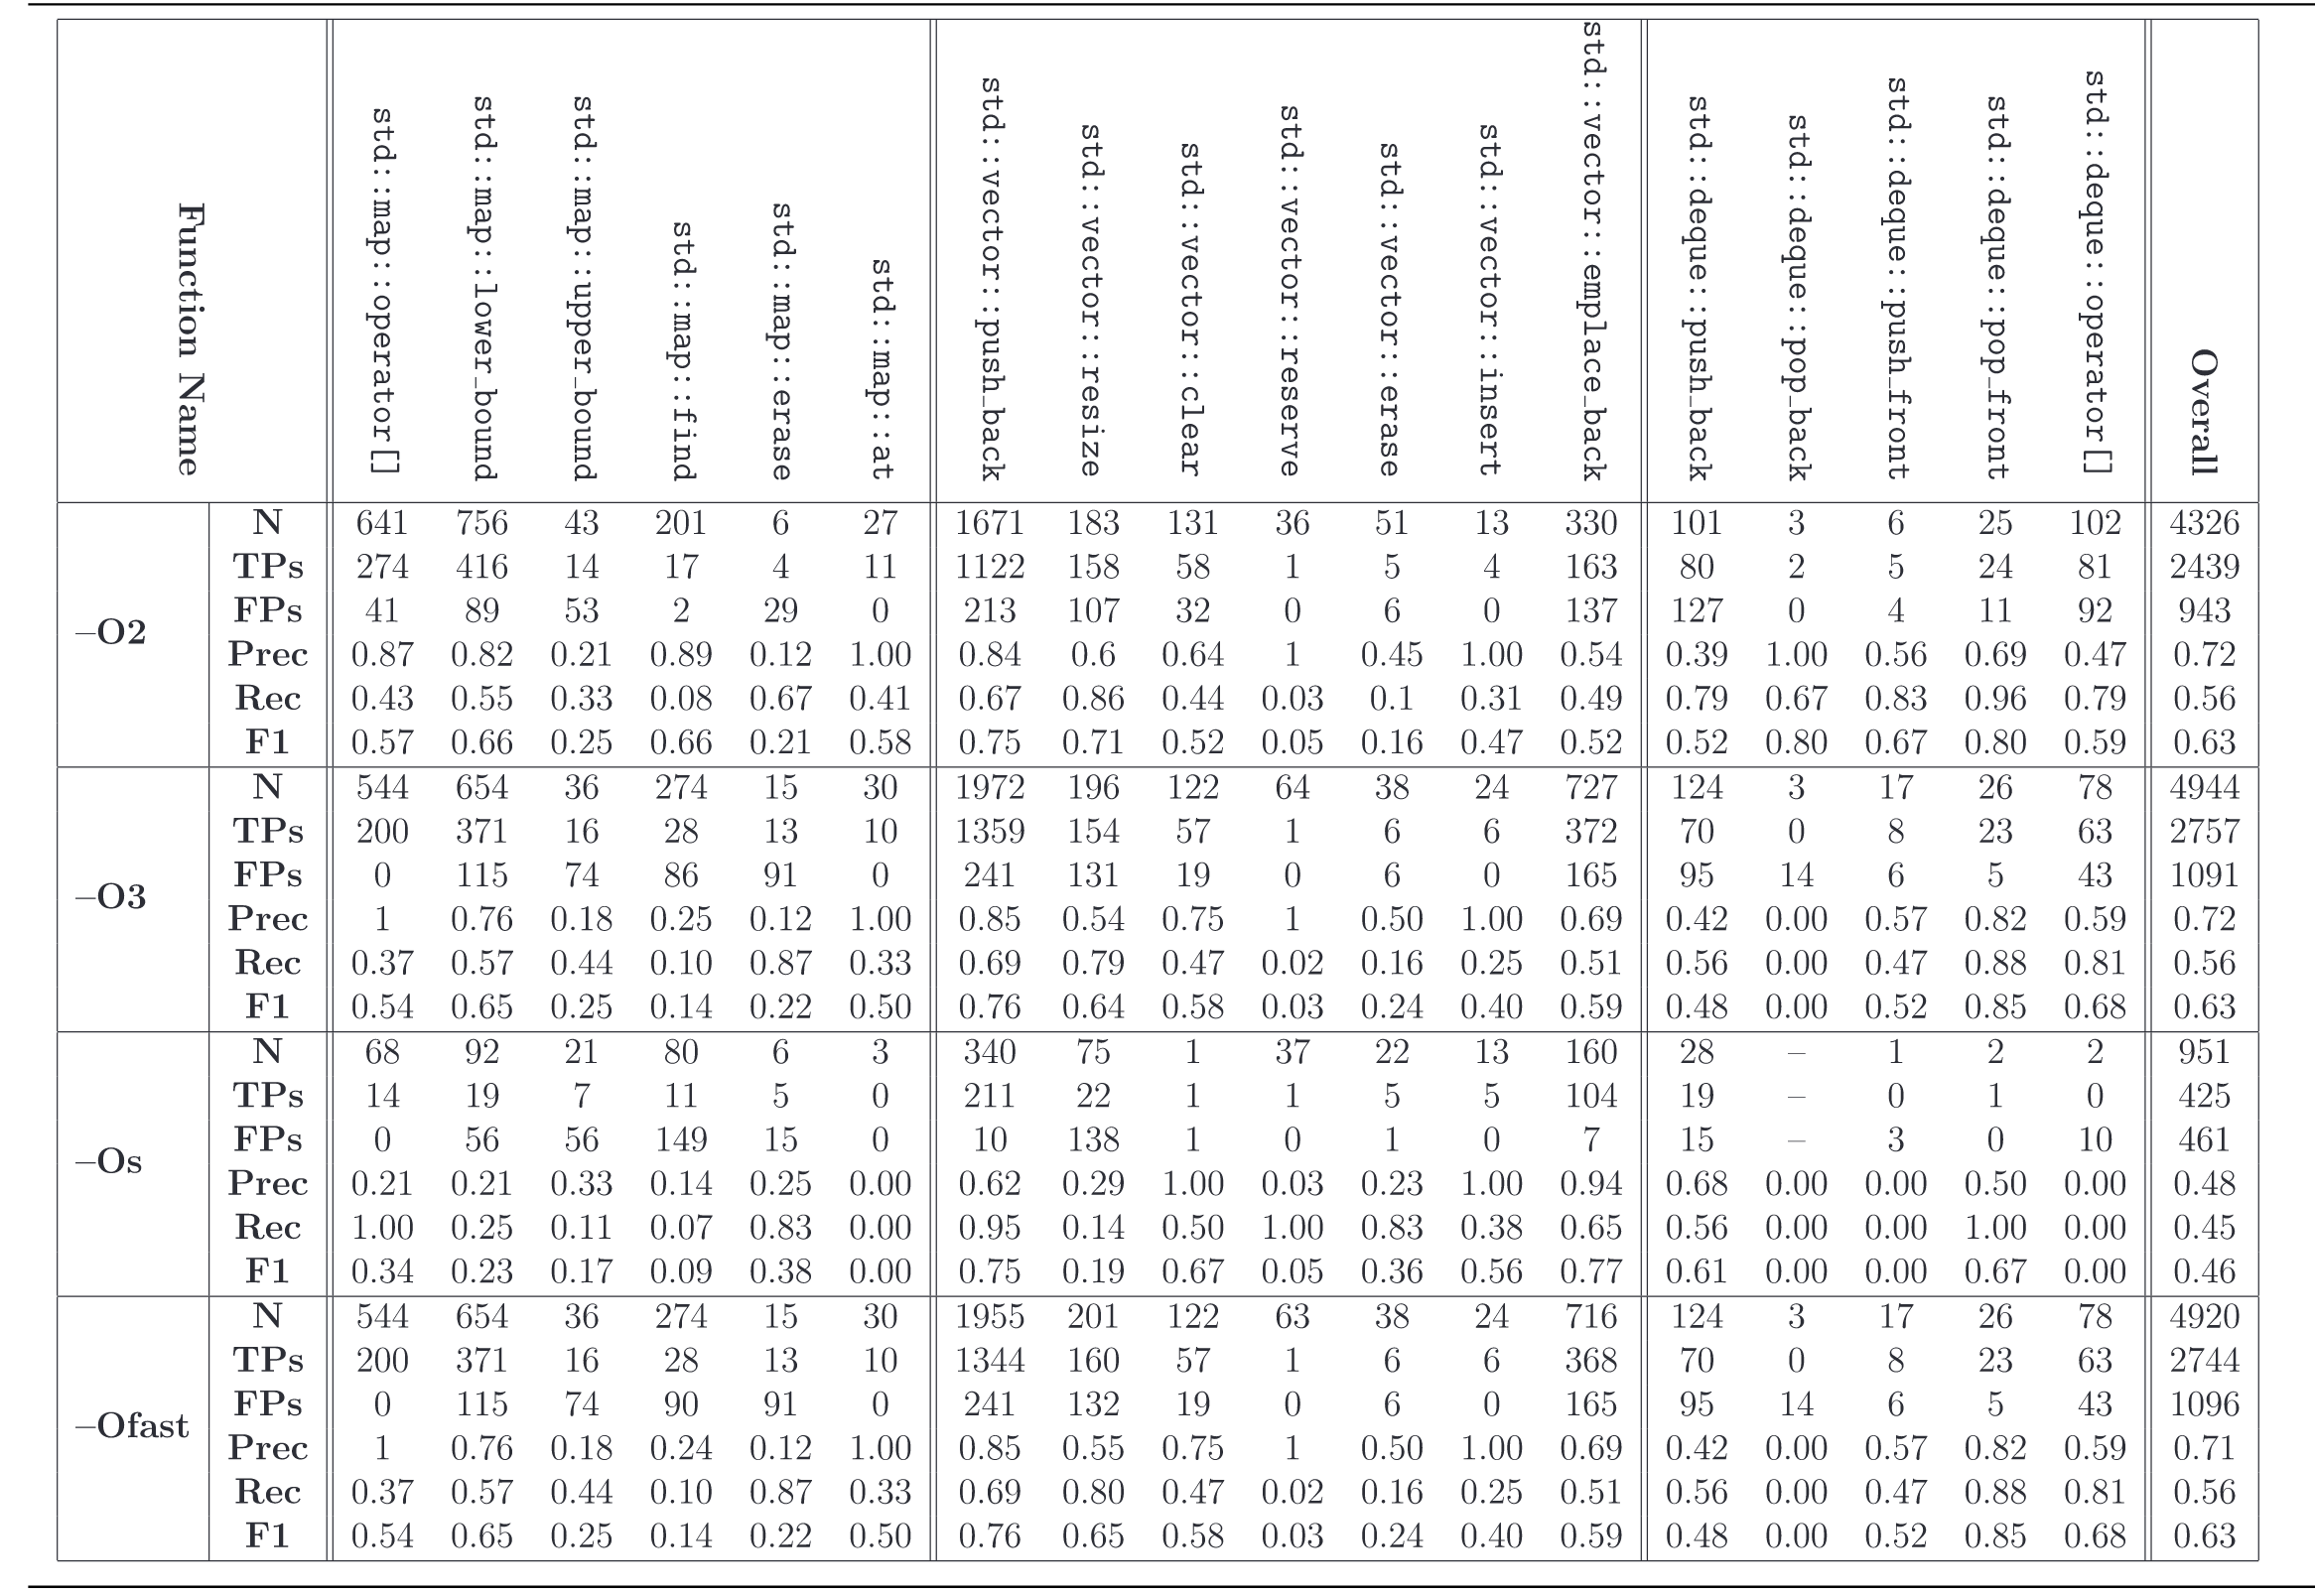 Function Name std::map::operator[] std::map::lower_bound std::map::upper_bound std::map::find std::map::erase std::map::at std::vector::push_back std::vector::resize std::vector::clear std::vector::reserve std::vector::erase std::vector::insert std::vector::emplace_back std::deque::push_back std::deque::pop_back std::deque::push_front std::deque::pop_front std::deque::operator[] Overall
–O2
N 641 756 43 201 6 27 1671 183 131 36 51 13 330 101 3 6 25 102 4326
TPs 274 416 14 17 4 11 1122 158 58 1 5 4 163 80 2 5 24 81 2439
FPs 41 89 53 2 29 0 213 107 32 0 6 0 137 127 0 4 11 92 943
Prec 0.87 0.82 0.21 0.89 0.12 1.00 0.84 0.6 0.64 1 0.45 1.00 0.54 0.39 1.00 0.56 0.69 0.47 0.72
Rec 0.43 0.55 0.33 0.08 0.67 0.41 0.67 0.86 0.44 0.03 0.1 0.31 0.49 0.79 0.67 0.83 0.96 0.79 0.56
F1 0.57 0.66 0.25 0.66 0.21 0.58 0.75 0.71 0.52 0.05 0.16 0.47 0.52 0.52 0.80 0.67 0.80 0.59 0.63
–O3
N 544 654 36 274 15 30 1972 196 122 64 38 24 727 124 3 17 26 78 4944
TPs 200 371 16 28 13 10 1359 154 57 1 6 6 372 70 0 8 23 63 2757
FPs 0 115 74 86 91 0 241 131 19 0 6 0 165 95 14 6 5 43 1091
Prec 1 0.76 0.18 0.25 0.12 1.00 0.85 0.54 0.75 1 0.50 1.00 0.69 0.42 0.00 0.57 0.82 0.59 0.72
Rec 0.37 0.57 0.44 0.10 0.87 0.33 0.69 0.79 0.47 0.02 0.16 0.25 0.51 0.56 0.00 0.47 0.88 0.81 0.56
F1 0.54 0.65 0.25 0.14 0.22 0.50 0.76 0.64 0.58 0.03 0.24 0.40 0.59 0.48 0.00 0.52 0.85 0.68 0.63
–Os
N 68 92 21 80 6 3 340 75 1 37 22 13 160 28 – 1 2 2 951
TPs 14 19 7 11 5 0 211 22 1 1 5 5 104 19 – 0 1 0 425
FPs 0 56 56 149 15 0 10 138 1 0 1 0 7 15 – 3 0 10 461
Prec 0.21 0.21 0.33 0.14 0.25 0.00 0.62 0.29 1.00 0.03 0.23 1.00 0.94 0.68 0.00 0.00 0.50 0.00 0.48
Rec 1.00 0.25 0.11 0.07 0.83 0.00 0.95 0.14 0.50 1.00 0.83 0.38 0.65 0.56 0.00 0.00 1.00 0.00 0.45
F1 0.34 0.23 0.17 0.09 0.38 0.00 0.75 0.19 0.67 0.05 0.36 0.56 0.77 0.61 0.00 0.00 0.67 0.00 0.46
–Ofast
N 544 654 36 274 15 30 1955 201 122 63 38 24 716 124 3 17 26 78 4920
TPs 200 371 16 28 13 10 1344 160 57 1 6 6 368 70 0 8 23 63 2744
FPs 0 115 74 90 91 0 241 132 19 0 6 0 165 95 14 6 5 43 1096
Prec 1 0.76 0.18 0.24 0.12 1.00 0.85 0.55 0.75 1 0.50 1.00 0.69 0.42 0.00 0.57 0.82 0.59 0.71
Rec 0.37 0.57 0.44 0.10 0.87 0.33 0.69 0.80 0.47 0.02 0.16 0.25 0.51 0.56 0.00 0.47 0.88 0.81 0.56
F1 0.54 0.65 0.25 0.14 0.22 0.50 0.76 0.65 0.58 0.03 0.24 0.40 0.59 0.48 0.00 0.52 0.85 0.68 0.63